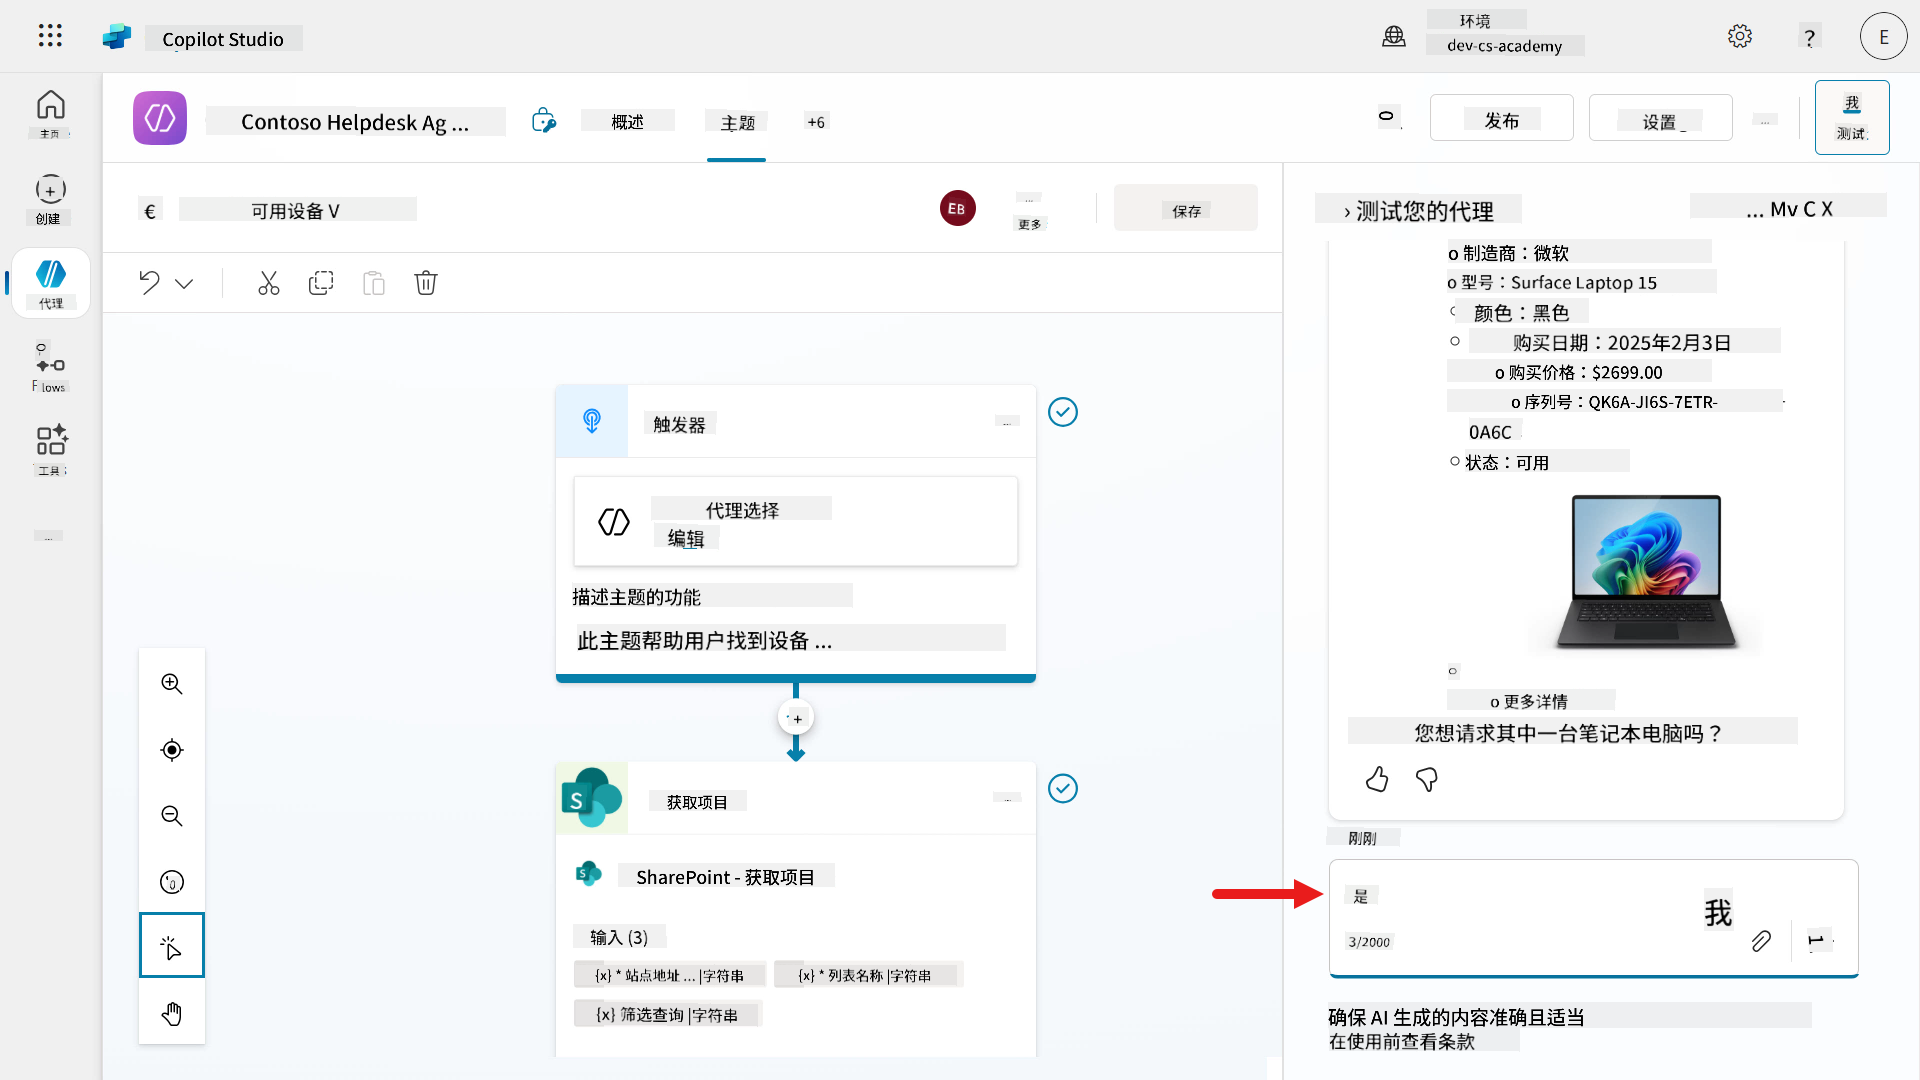 Copilot Studio
环境
dev-cs-academy
?
E
主页
创建
代理
Flows
工具
Contoso Helpdesk Ag ...
概述
主题
+6
发布
设置
...
我
测试
€
可用设备 V
EB
...
更多
保存
触发器
...
代理选择
编辑
描述主题的功能
此主题帮助用户找到设备 ...
+
S
获取项目
...
S
SharePoint - 获取项目
输入 (3)
{x} * 站点地址 ... |字符串
{x} * 列表名称 |字符串
{x} 筛选查询 |字符串
› 测试您的代理
... Mv C X
o 制造商：微软
o 型号：Surface Laptop 15
○ 颜色：黑色
○ 购买日期：2025年2月3日
o 购买价格：$2699.00
o 序列号：QK6A-JI6S-7ETR-
0A6C
○ 状态：可用
o
o 更多详情
您想请求其中一台笔记本电脑吗？
刚刚
是
我
3/2000
确保 AI 生成的内容准确且适当
在使用前查看条款